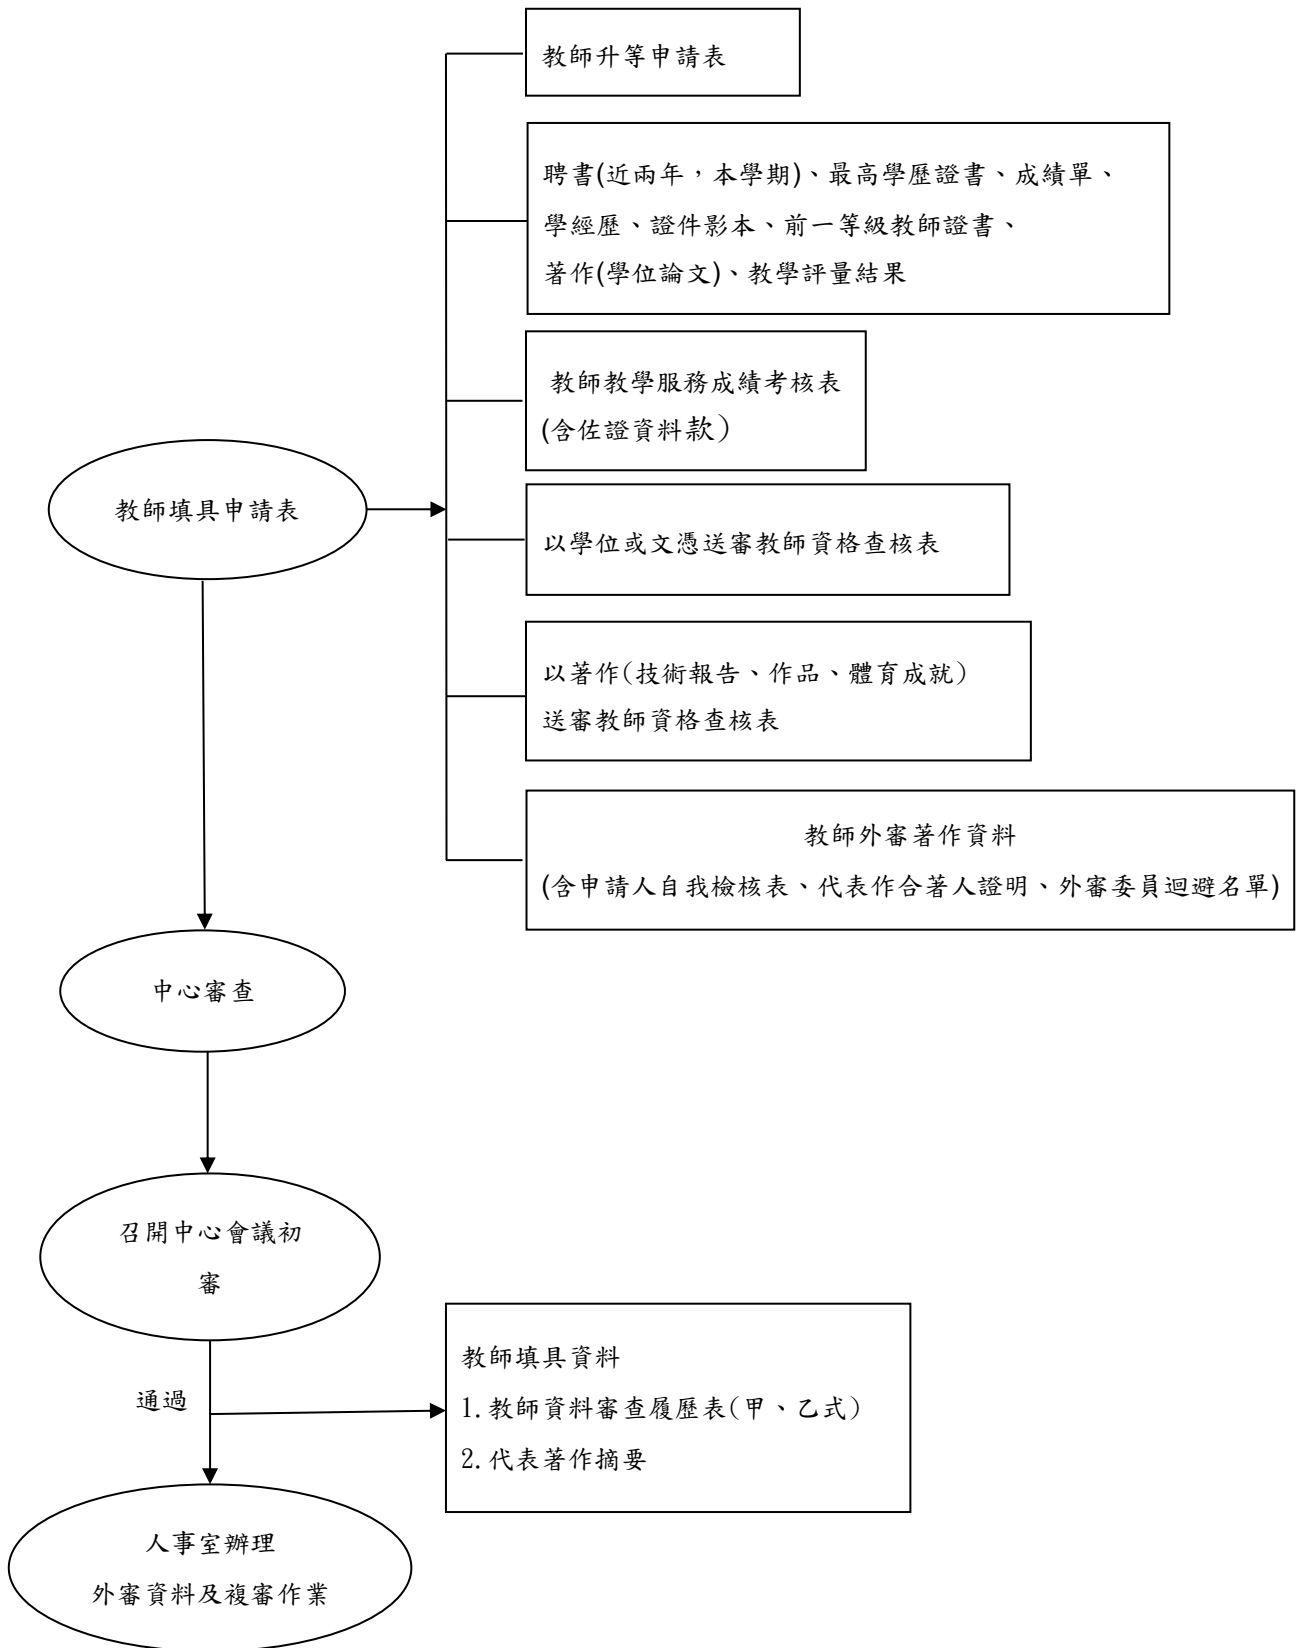 教師升等申請表
聘書(近兩年，本學期)、最高學歷證書、成績單、
學經歷、證件影本、前一等級教師證書、
著作(學位論文)、教學評量結果
教師教學服務成績考核表
(含佐證資料款）
教師填具申請表
以學位或文憑送審教師資格查核表
以著作(技術報告、作品、體育成就)
送審教師資格查核表
教師外審著作資料
(含申請人自我檢核表、代表作合著人證明、外審委員迴避名單)
中心審查
召開中心會議初
審
通過
教師填具資料
1.教師資料審查履歷表(甲、乙式)
2.代表著作摘要
人事室辦理
外審資料及複審作業